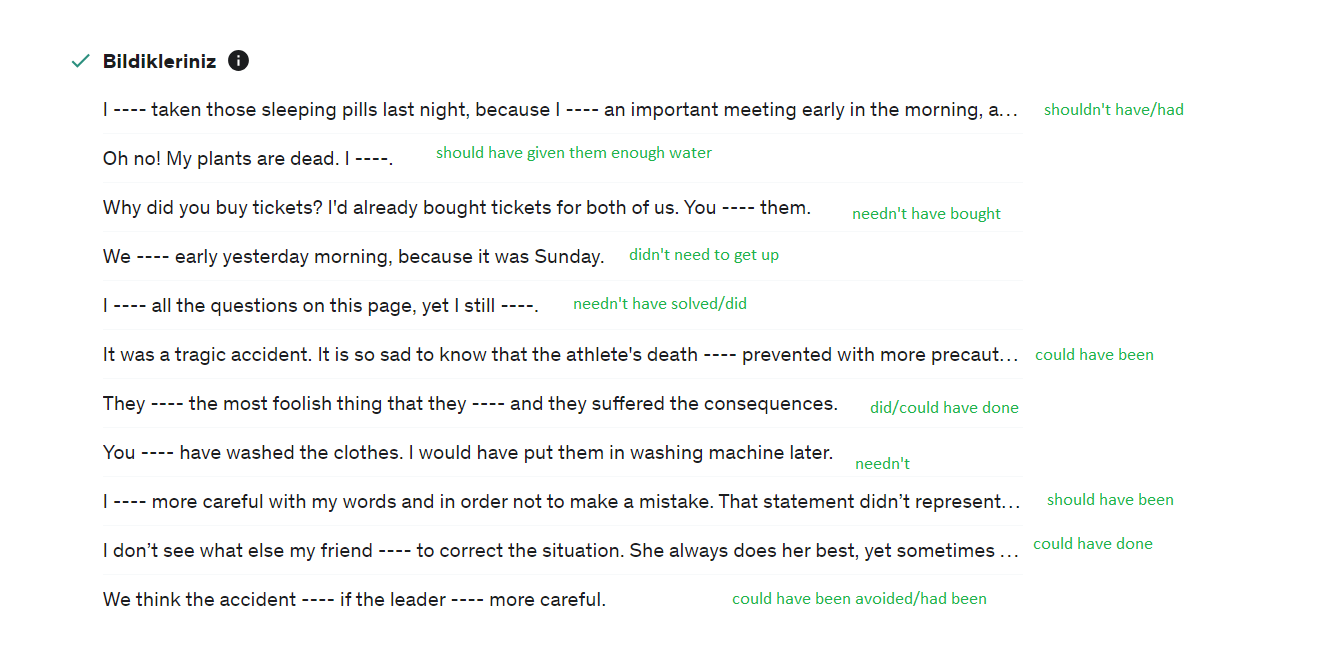 Bildikleriniz i
I ---- taken those sleeping pills last night, because I ---- an important meeting early in the morning, a... shouldn't have/had
Oh no! My plants are dead. I ----. should have given them enough water
Why did you buy tickets? I'd already bought tickets for both of us. You ---- them. needn't have bought
We ---- early yesterday morning, because it was Sunday. didn't need to get up
I ---- all the questions on this page, yet I still ----. needn't have solved/did
It was a tragic accident. It is so sad to know that the athlete's death ---- prevented with more precaut... could have been
They ---- the most foolish thing that they ---- and they suffered the consequences. did/could have done
You ---- have washed the clothes. I would have put them in washing machine later. needn't
I ---- more careful with my words and in order not to make a mistake. That statement didn’t represent... should have been
I don’t see what else my friend ---- to correct the situation. She always does her best, yet sometimes ... could have done
We think the accident ---- if the leader ---- more careful. could have been avoided/had been